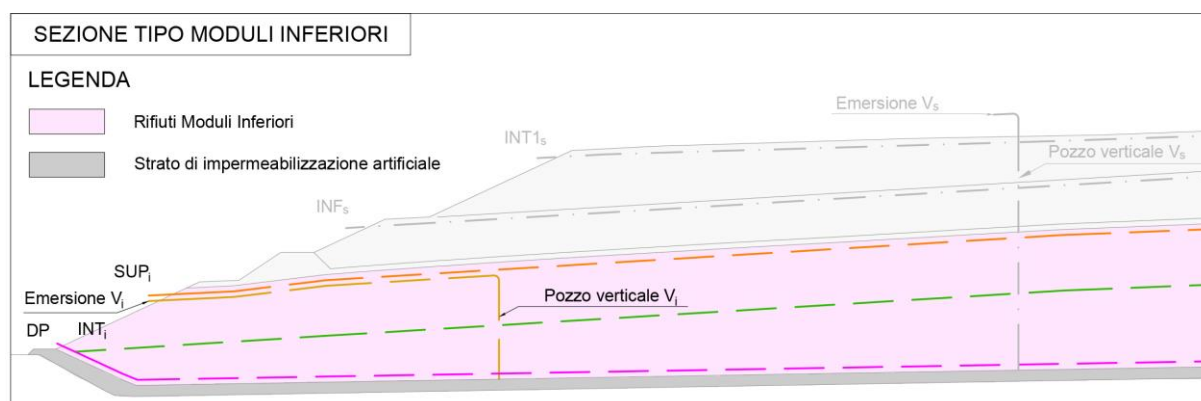 SEZIONE TIPO MODULI INFERIORI
LEGENDA
Rifiuti Moduli Inferiori
Strato di impermeabilizzazione artificiale
Emersione Vs
INT1s
Pozzo verticale Vs
INFs
SUPi
Emersione Vi
Pozzo verticale Vi
DP
INTi